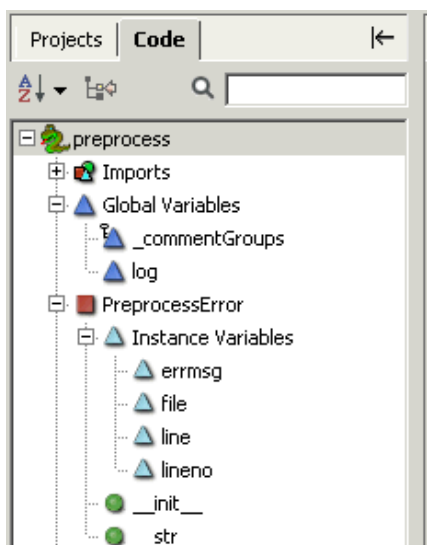 Projects Code
A
Z
preprocess
Imports
Global Variables
_commentGroups
log
PreprocessError
Instance Variables
errmsg
file
line
lineno
__init__
str